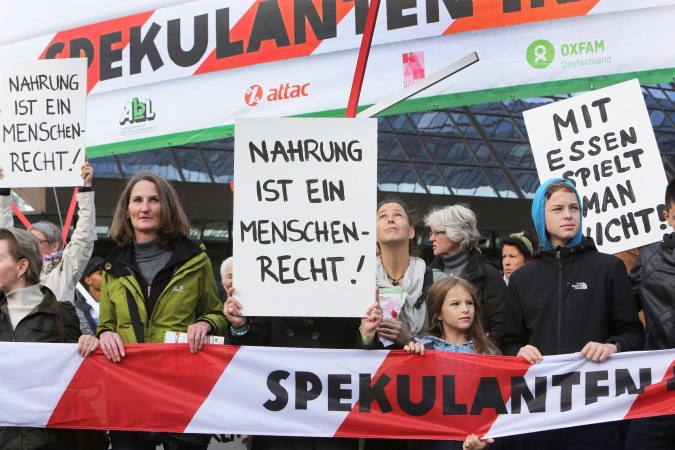 SPEKULANTEN
Abl
attac
OXFAM
Deutschland
NAHRUNG
IST EIN
MENSCHEN-
RECHT!
NAHRUNG
IST EIN
MENSCHEN-
RECHT!
MIT
ESSEN
SPIELT
MAN
NICHT!
SPEKULANTEN